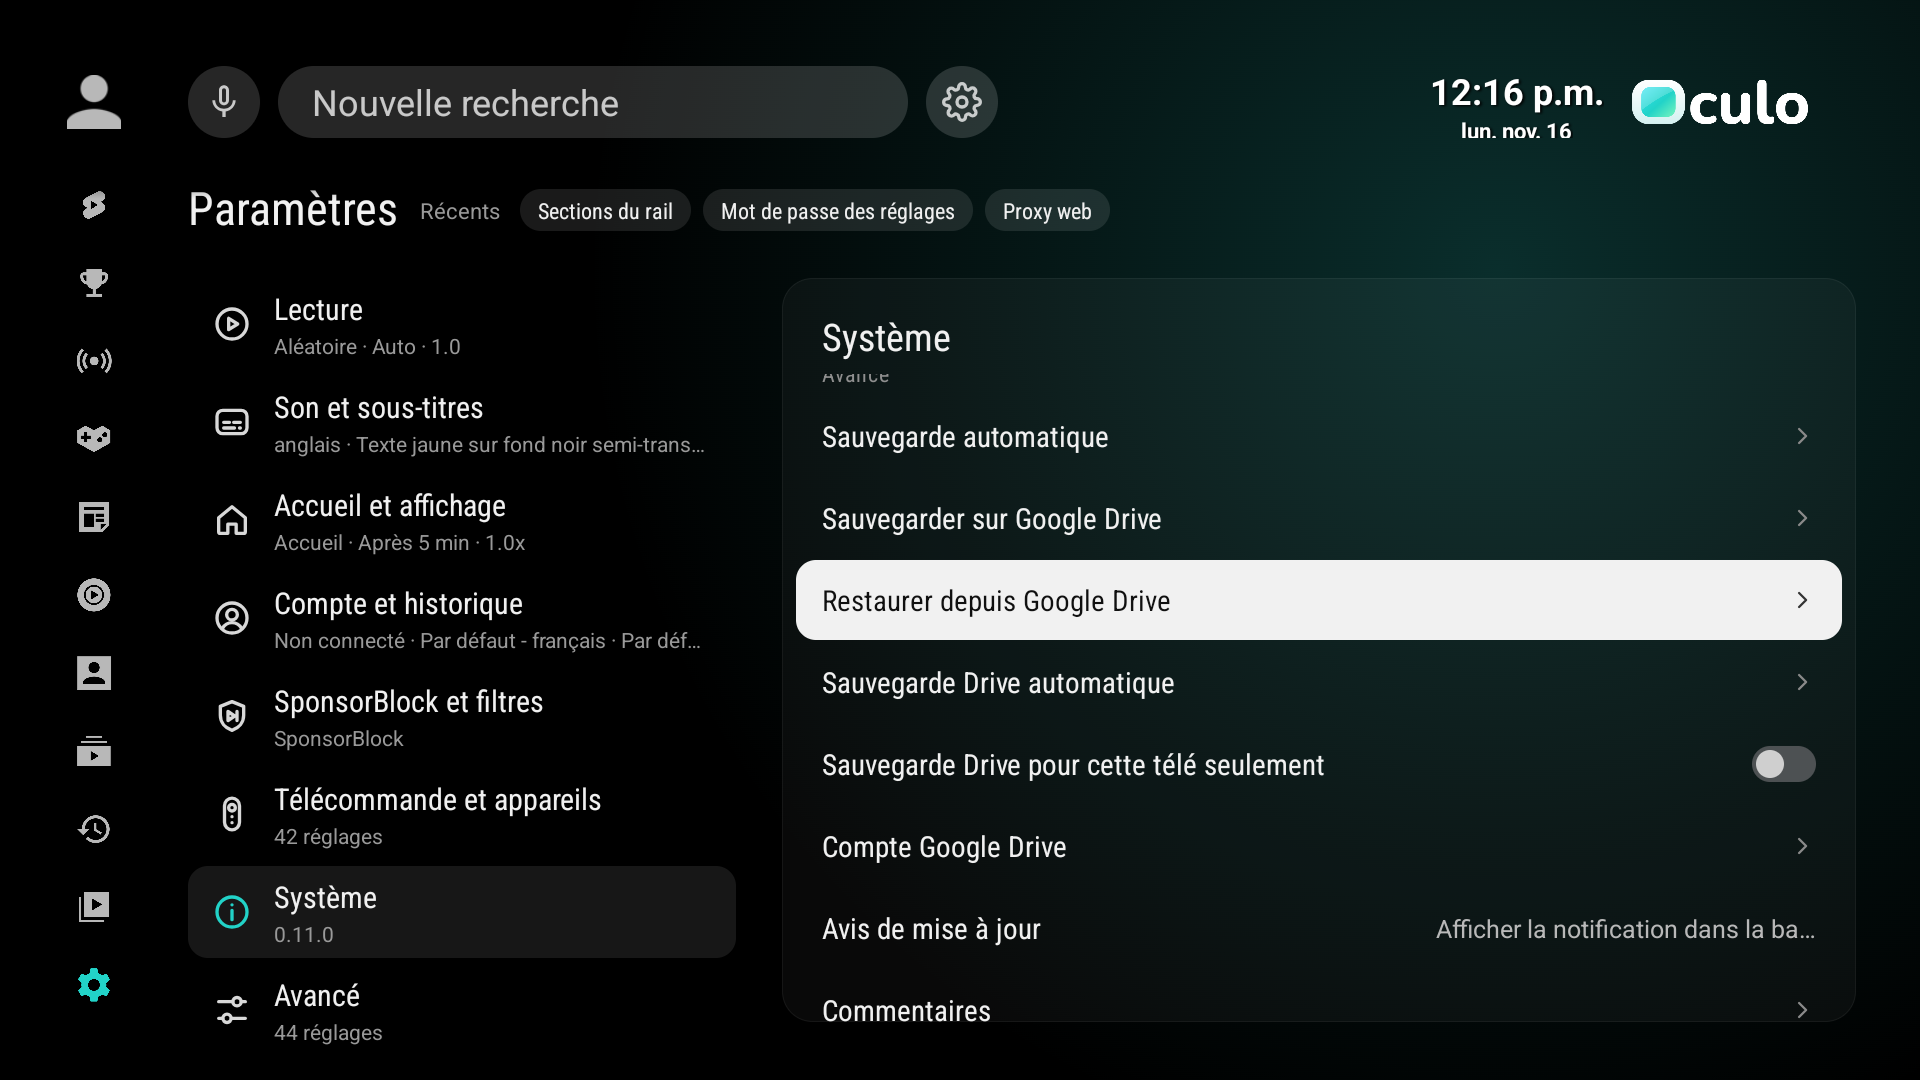 Nouvelle recherche
12:16 p.m.
lun. nov. 16
Oculo
Paramètres
Récents
Sections du rail
Mot de passe des réglages
Proxy web
Lecture
Aléatoire · Auto · 1.0
Son et sous-titres
anglais · Texte jaune sur fond noir semi-trans…
Accueil et affichage
Accueil · Après 5 min · 1.0x
Compte et historique
Non connecté · Par défaut - français · Par déf…
SponsorBlock et filtres
SponsorBlock
Télécommande et appareils
42 réglages
Système
0.11.0
Avancé
44 réglages
Système
Avancé
Sauvegarde automatique
Sauvegarder sur Google Drive
Restaurer depuis Google Drive
Sauvegarde Drive automatique
Sauvegarde Drive pour cette télé seulement
Compte Google Drive
Avis de mise à jour
Afficher la notification dans la ba…
Commentaires